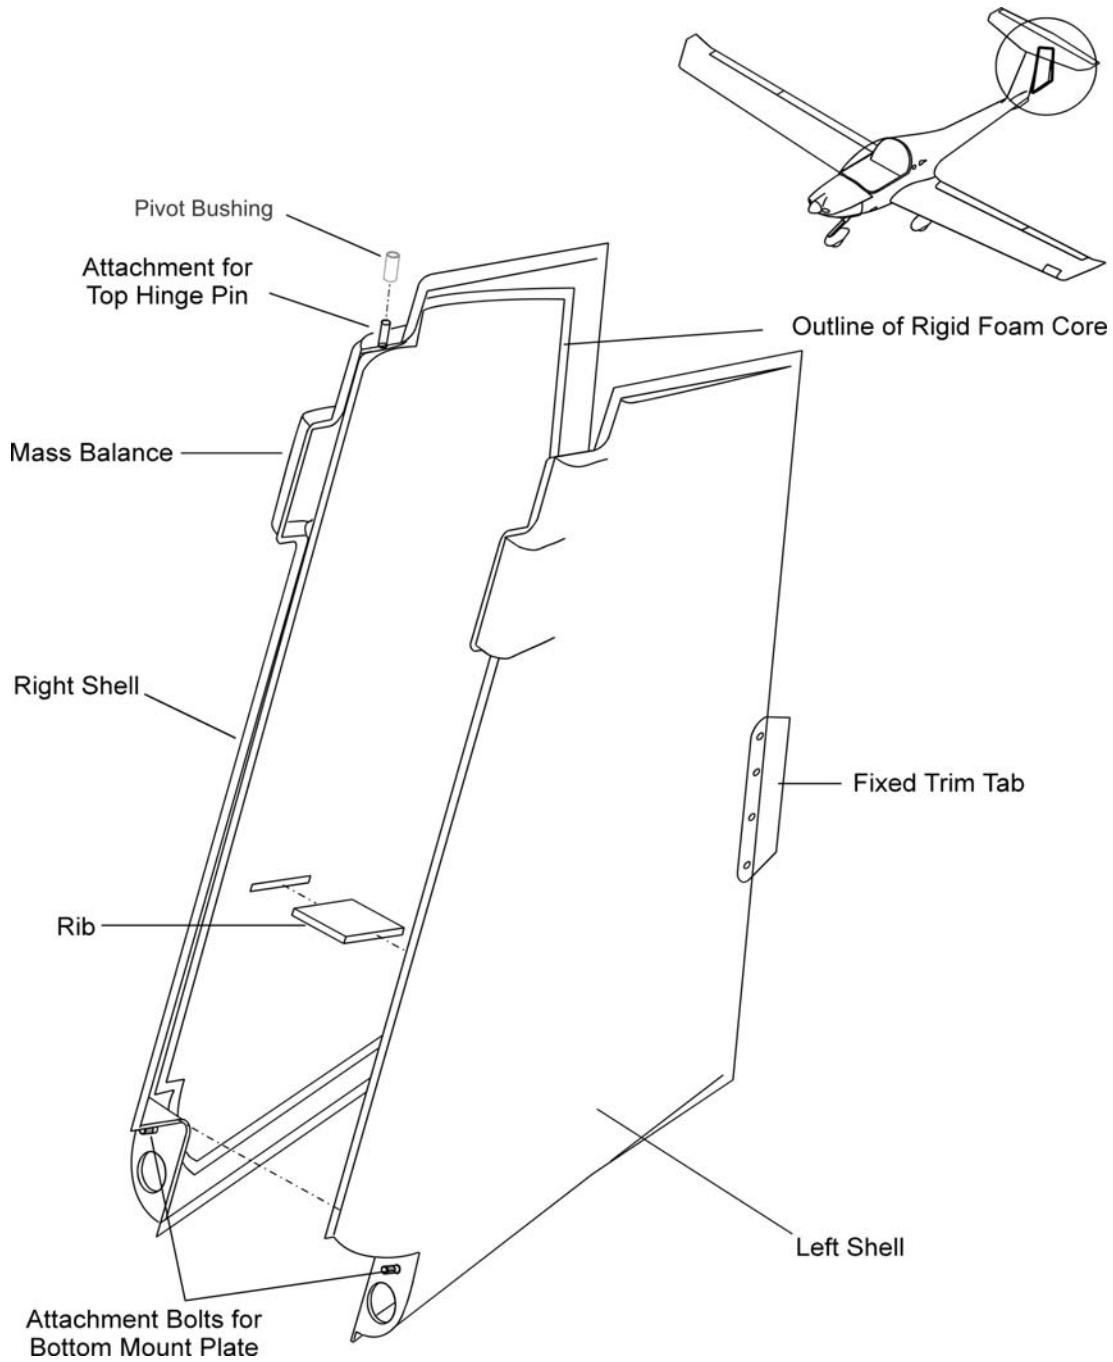 Pivot Bushing
Attachment for
Top Hinge Pin
Outline of Rigid Foam Core
Mass Balance
Right Shell
Fixed Trim Tab
Rib
Left Shell
Attachment Bolts for
Bottom Mount Plate